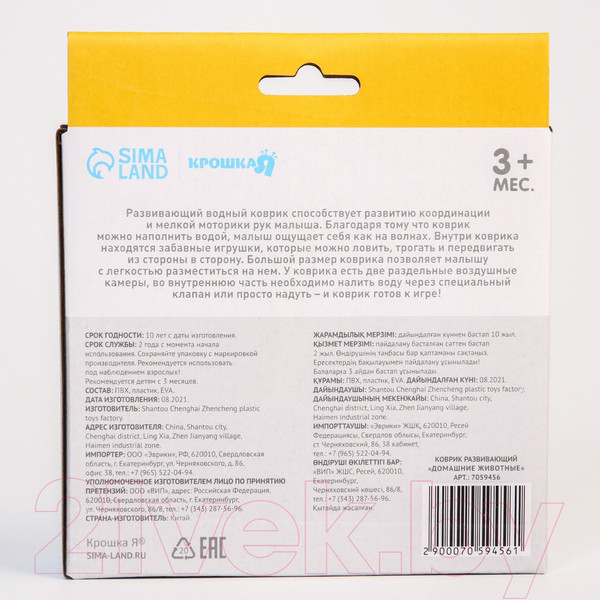 SIMA
LAND
КРОШКА Я
3+
МЕС.
Развивающий водный коврик способствует развитию координации
и мелкой моторики рук малыша. Благодаря тому что коврик
можно наполнить водой, малыш ощущает себя как на волнах. Внутри коврика
находятся забавные игрушки, которые можно ловить, трогать и передвигать
из стороны в сторону. Большой размер коврика позволяет малышу
с легкостью разместиться на нем. У коврика есть две раздельные воздушные
камеры, во внутреннюю часть необходимо налить воду через специальный
клапан или просто надуть – и коврик готов к игре!
СРОК ГОДНОСТИ: 10 лет с даты изготовления.
СРОК СЛУЖБЫ: 2 года с момента начала
использования. Сохраняйте упаковку с маркировкой
производителя. Рекомендуется использовать
под наблюдением взрослых!
Рекомендуется детям с 3 месяцев.
СОСТАВ: ПВХ, пластик, EVA.
ДАТА ИЗГОТОВЛЕНИЯ: 08.2021.
ИЗГОТОВИТЕЛЬ: Shantou Chenghai Zhencheng plastic
toys factory.
АДРЕС ИЗГОТОВИТЕЛЯ: China, Shantou city,
Chenghai district, Ling Xia, Zhen Jianyang village,
Haimen industrial zone.
ИМПОРТЕР: ООО «Эврики», РФ, 620010, Свердловская
область, г. Екатеринбург, ул. Черняховского, д. 86,
офис 38, тел.: +7 (965) 522-04-94.
УПОЛНОМОЧЕННОЕ ИЗГОТОВИТЕЛЕМ ЛИЦО ПО ПРИНЯТИЮ
ПРЕТЕНЗИЙ: ООО «ВИП», адрес: Российская Федерация,
620010, Свердловская область, г. Екатеринбург,
ул. Черняховского, 86/8, тел.: +7 (343) 287-56-96.
СТРАНА-ИЗГОТОВИТЕЛЬ: Китай.
Крошка Я®
SIMA-LAND.RU
20
EAC
ЖАРАМДЫЛЫҚ МЕРЗІМІ: дайындалған күннен бастап 10 жыл.
ҚЫЗМЕТ МЕРЗІМІ: пайдалану басталған сәттен бастап
2 жыл. Өндірушінің таңбасы бар қаптаманы сақтаңыз.
Ересектердің бақылауымен пайдалану ұсынылады!
Балаларға 3 айдан бастап ұсынылады.
ҚҰРАМЫ: ПВХ, пластик, EVA. ДАЙЫНДАЛҒАН КҮНІ: 08.2021.
ДАЙЫНДАУШЫ: Shantou Chenghai Zhencheng plastic toys factory.
ДАЙЫНДАУШЫНЫҢ МЕКЕНЖАЙЫ: China, Shantou city,
Chenghai district, Ling Xia, Zhen Jianyang village,
Haimen industrial zone.
ИМПОРТТАУШЫ: «Эврики» ЖШҚ, 620010, Ресей
Федерациясы, Свердлов облысы, Екатеринбург
қ., Черняховский көш., 86, 38 кабинет,
тел.: +7 (965) 522-04-94.
ӨНДІРУШІ ӨКІЛЕТТІГІ БАР:
«ВИП» ЖШС, Ресей, 620010, Екатеринбург,
Черняховский көшесі, 86/8,
тел.: +7 (343) 287-56-96.
Қытайда жасалған.
КОВРИК РАЗВИВАЮЩИЙ
«ДОМАШНИЕ ЖИВОТНЫЕ»
АРТ.: 7059456
2 900070 594561
21vek.by